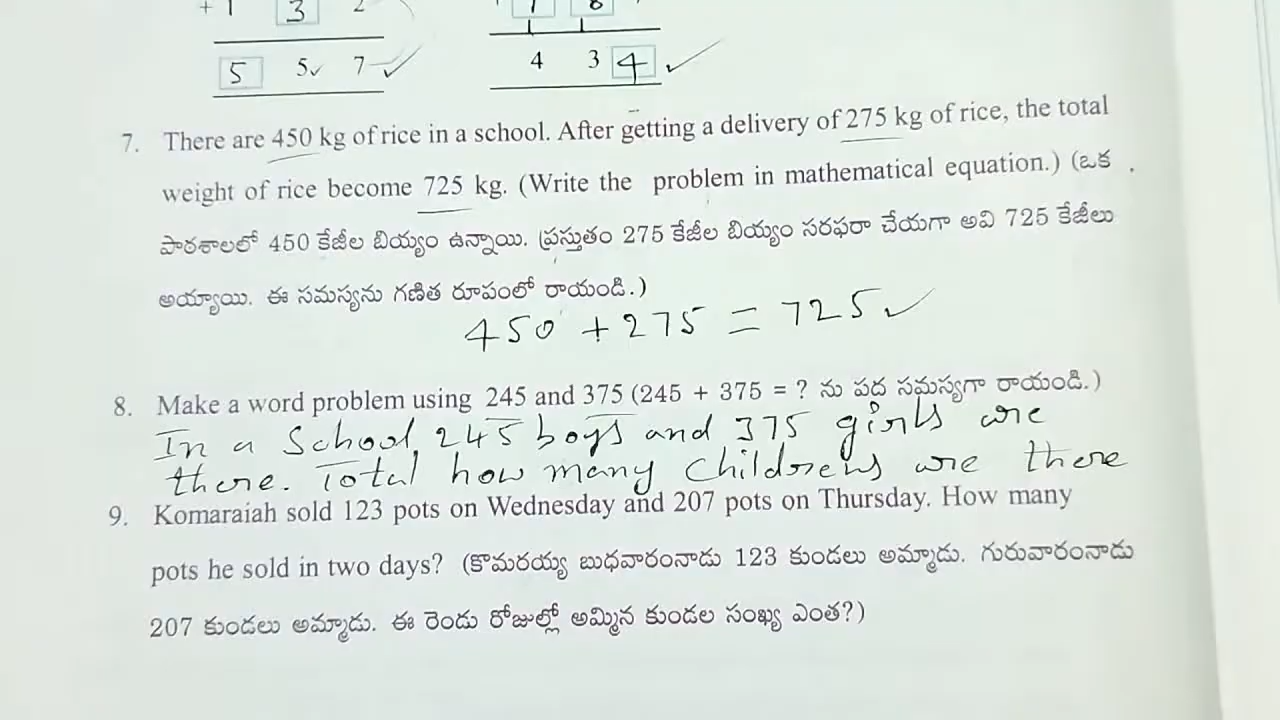 + 1 3 2
5 5 7
4 3 4
7. There are 450 kg of rice in a school. After getting a delivery of 275 kg of rice, the total
weight of rice become 725 kg. (Write the problem in mathematical equation.) (ఒక
పాఠశాలలో 450 కేజీల బియ్యం ఉన్నాయి. ప్రస్తుతం 275 కేజీల బియ్యం సరఫరా చేయగా అవి 725 కేజీలు
అయ్యాయి. ఈ సమస్యను గణిత రూపంలో రాయండి.)
450 + 275 = 725
8. Make a word problem using 245 and 375 (245 + 375 = ? ను పద సమస్యగా రాయండి.)
In a School 245 boys and 375 girls are
there. Total how many childrens are there
9. Komaraiah sold 123 pots on Wednesday and 207 pots on Thursday. How many
pots he sold in two days? (కొమరయ్య బుధవారంనాడు 123 కుండలు అమ్మాడు. గురువారంనాడు
207 కుండలు అమ్మాడు. ఈ రెండు రోజుల్లో అమ్మిన కుండల సంఖ్య ఎంత?)